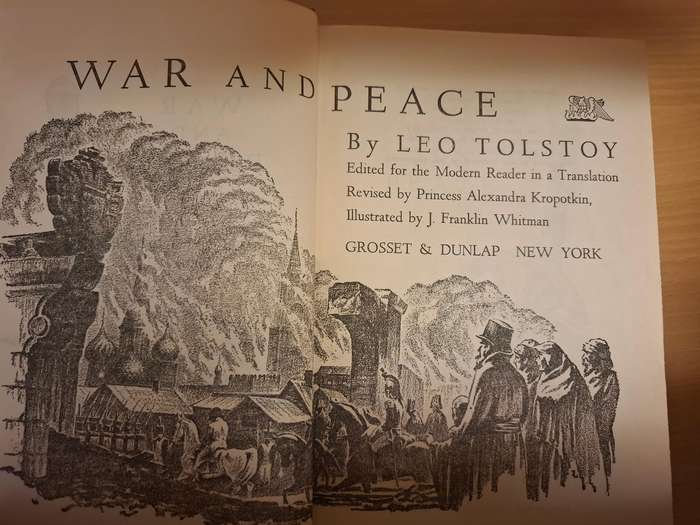 WAR AND PEACE
By LEO TOLSTOY
Edited for the Modern Reader in a Translation
Revised by Princess Alexandra Kropotkin,
Illustrated by J. Franklin Whitman
GROSSET & DUNLAP NEW YORK